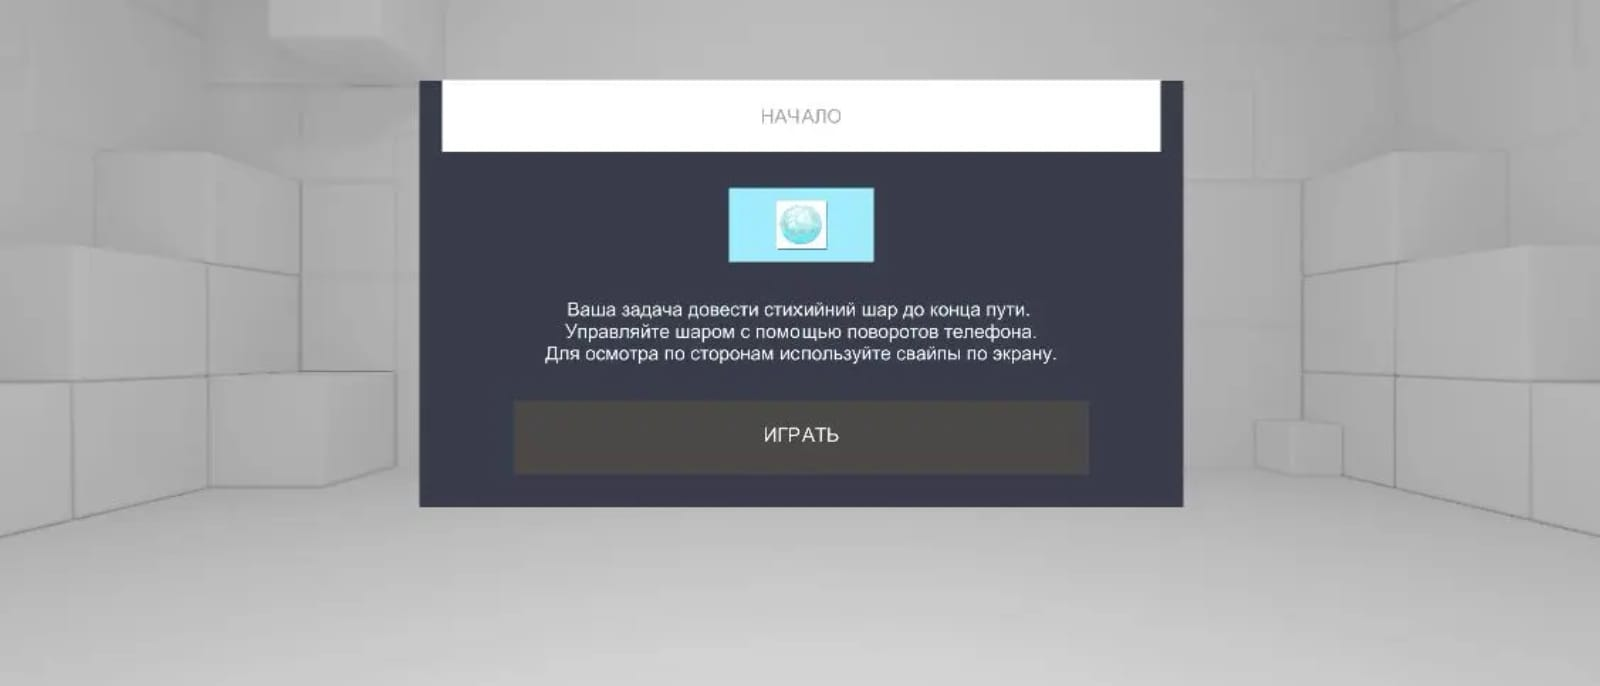 НАЧАЛО
Ваша задача довести стихийний шар до конца пути.
Управляйте шаром с помощью поворотов телефона.
Для осмотра по сторонам используйте свайпы по экрану.
ИГРАТЬ